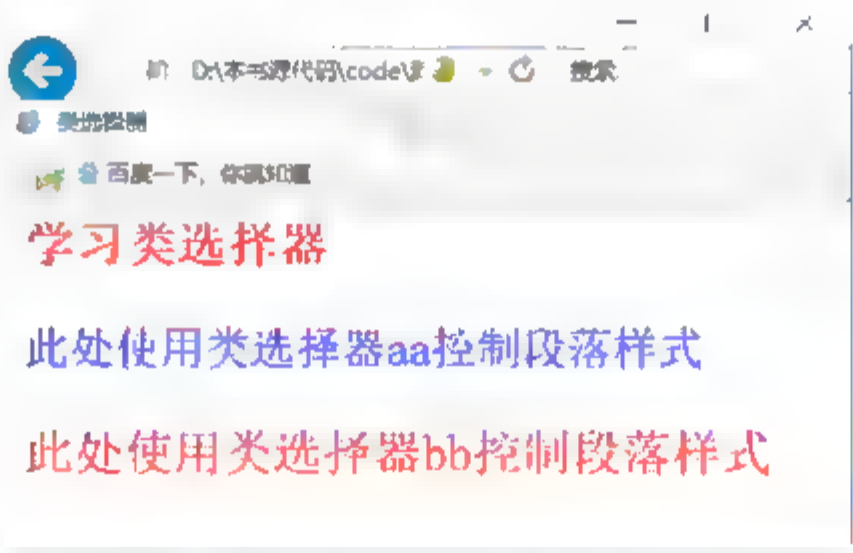 D:\本书源代码\code\
搜索
类选择器
百度一下，你就知道
学习类选择器
此处使用类选择器aa控制段落样式
此处使用类选择器bb控制段落样式